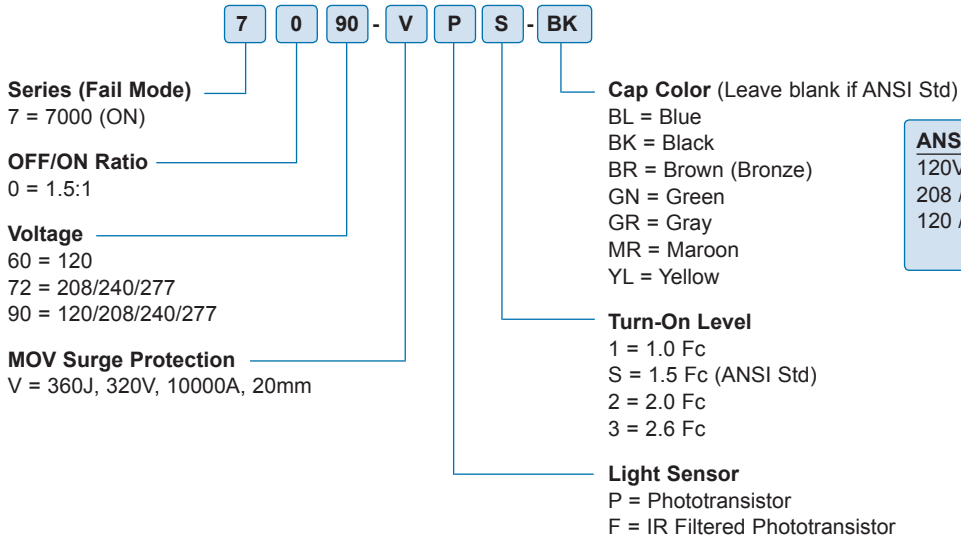 7 0 90 - V P S - BK
Series (Fail Mode)
7 = 7000 (ON)
OFF/ON Ratio
0 = 1.5:1
Voltage
60 = 120
72 = 208/240/277
90 = 120/208/240/277
MOV Surge Protection
V = 360J, 320V, 10000A, 20mm
Cap Color (Leave blank if ANSI Std)
BL = Blue
BK = Black
BR = Brown (Bronze)
GN = Green
GR = Gray
MR = Maroon
YL = Yellow
Turn-On Level
1 = 1.0 Fc
S = 1.5 Fc (ANSI Std)
2 = 2.0 Fc
3 = 2.6 Fc
Light Sensor
P = Phototransistor
F = IR Filtered Phototransistor
120
208 /
120 /